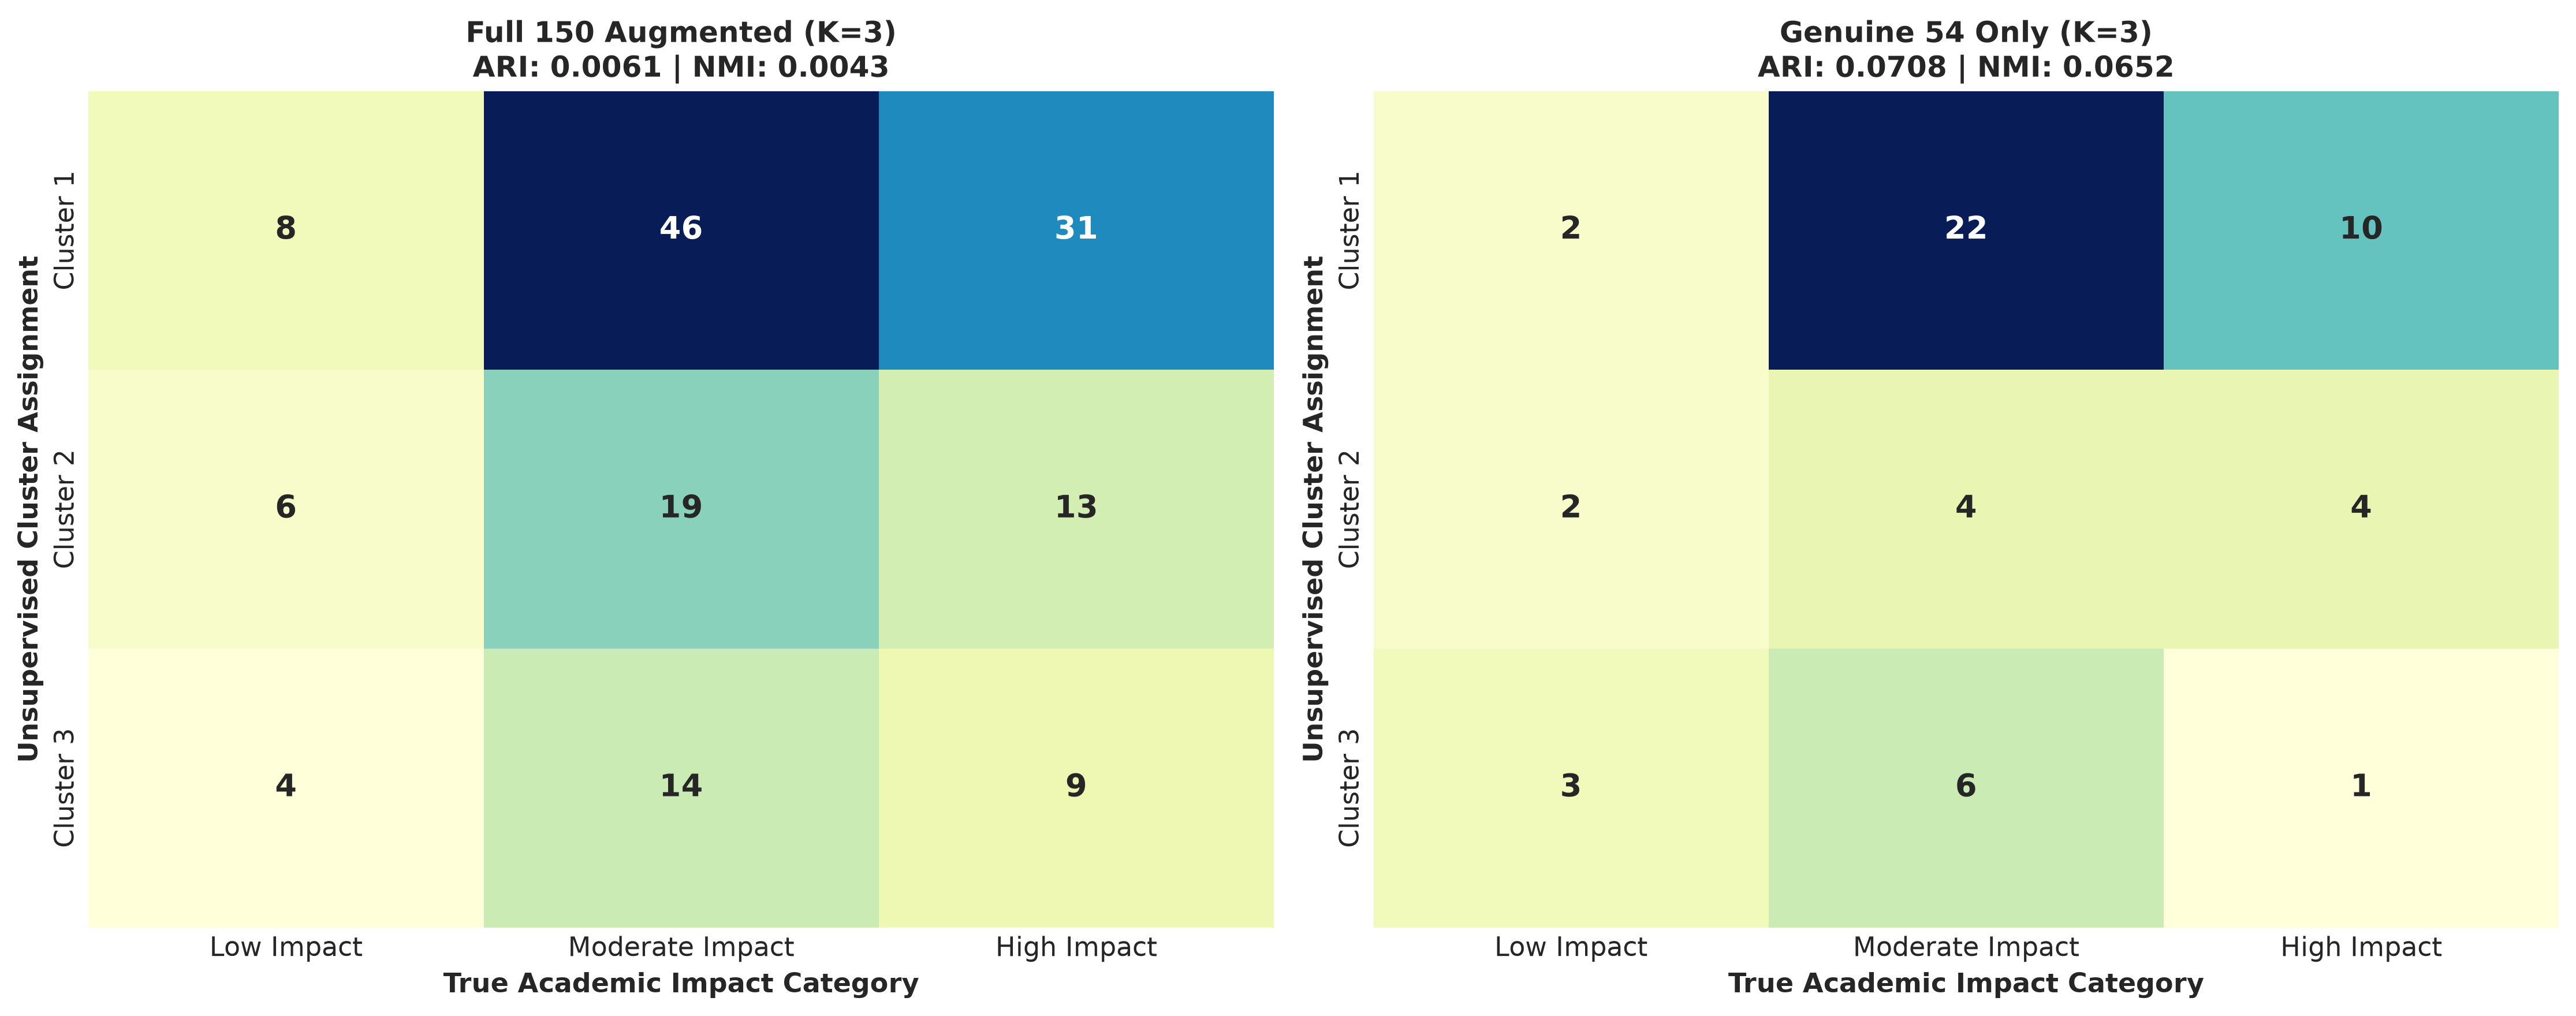 Full 150 Augmented (K=3)
ARI: 0.0061 | NMI: 0.0043
Unsupervised Cluster Assignment
Cluster 1
8 46 31
Cluster 2
6 19 13
Cluster 3
4 14 9
Low Impact Moderate Impact High Impact
True Academic Impact Category
Genuine 54 Only (K=3)
ARI: 0.0708 | NMI: 0.0652
Unsupervised Cluster Assignment
Cluster 1
2 22 10
Cluster 2
2 4 4
Cluster 3
3 6 1
Low Impact Moderate Impact High Impact
True Academic Impact Category